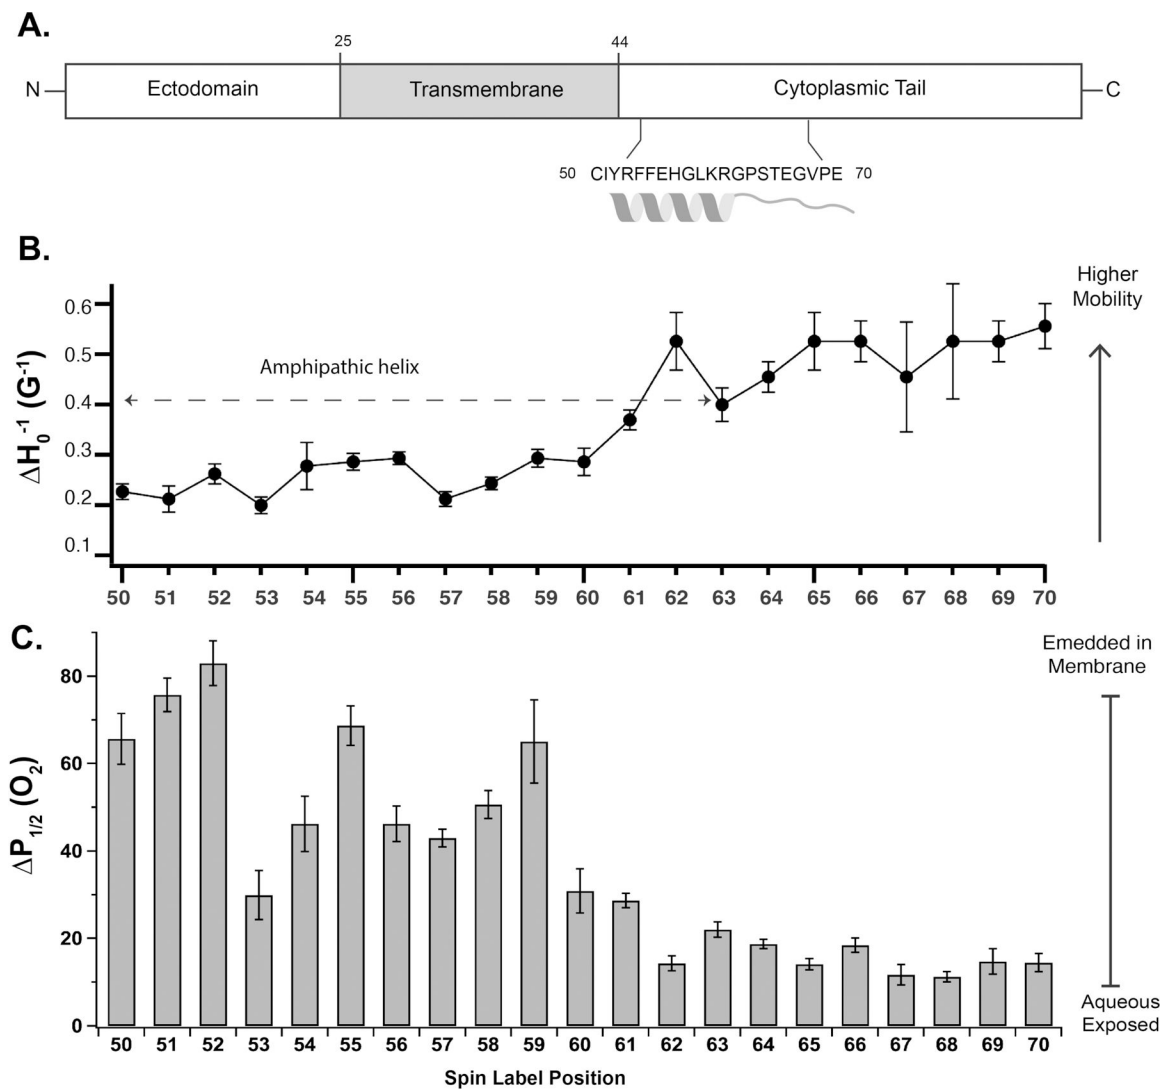 A.
25 44
N Ectodomain Transmembrane Cytoplasmic Tail C
50 CIYRFFEHGLKRGPSTEGVPE 70
B.
Higher
Mobility
ΔH0-1 (G-1)
0.6
0.5
0.4
0.3
0.2
0.1
Amphipathic helix
50 51 52 53 54 55 56 57 58 59 60 61 62 63 64 65 66 67 68 69 70
C.
Emedded in
Membrane
ΔP1/2 (O2)
80
60
40
20
0
Aqueous
Exposed
50 51 52 53 54 55 56 57 58 59 60 61 62 63 64 65 66 67 68 69 70
Spin Label Position